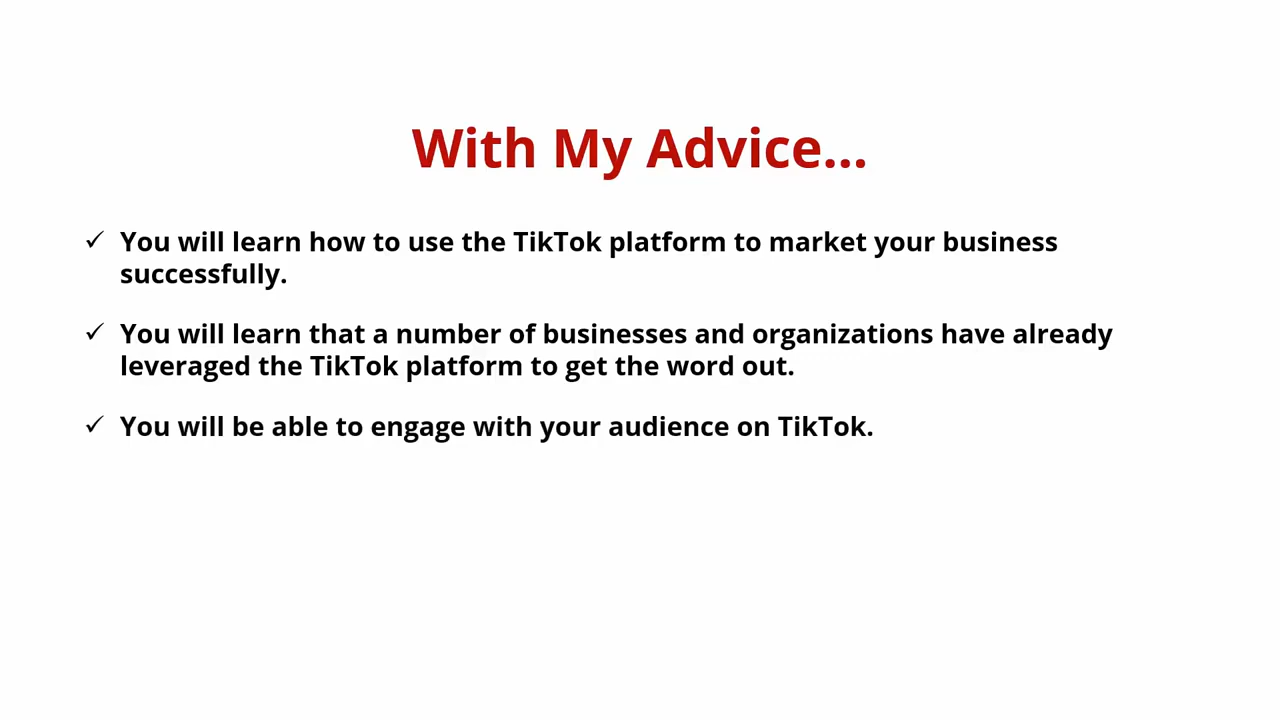 With My Advice...
✓ You will learn how to use the TikTok platform to market your business
successfully.
✓ You will learn that a number of businesses and organizations have already
leveraged the TikTok platform to get the word out.
✓ You will be able to engage with your audience on TikTok.